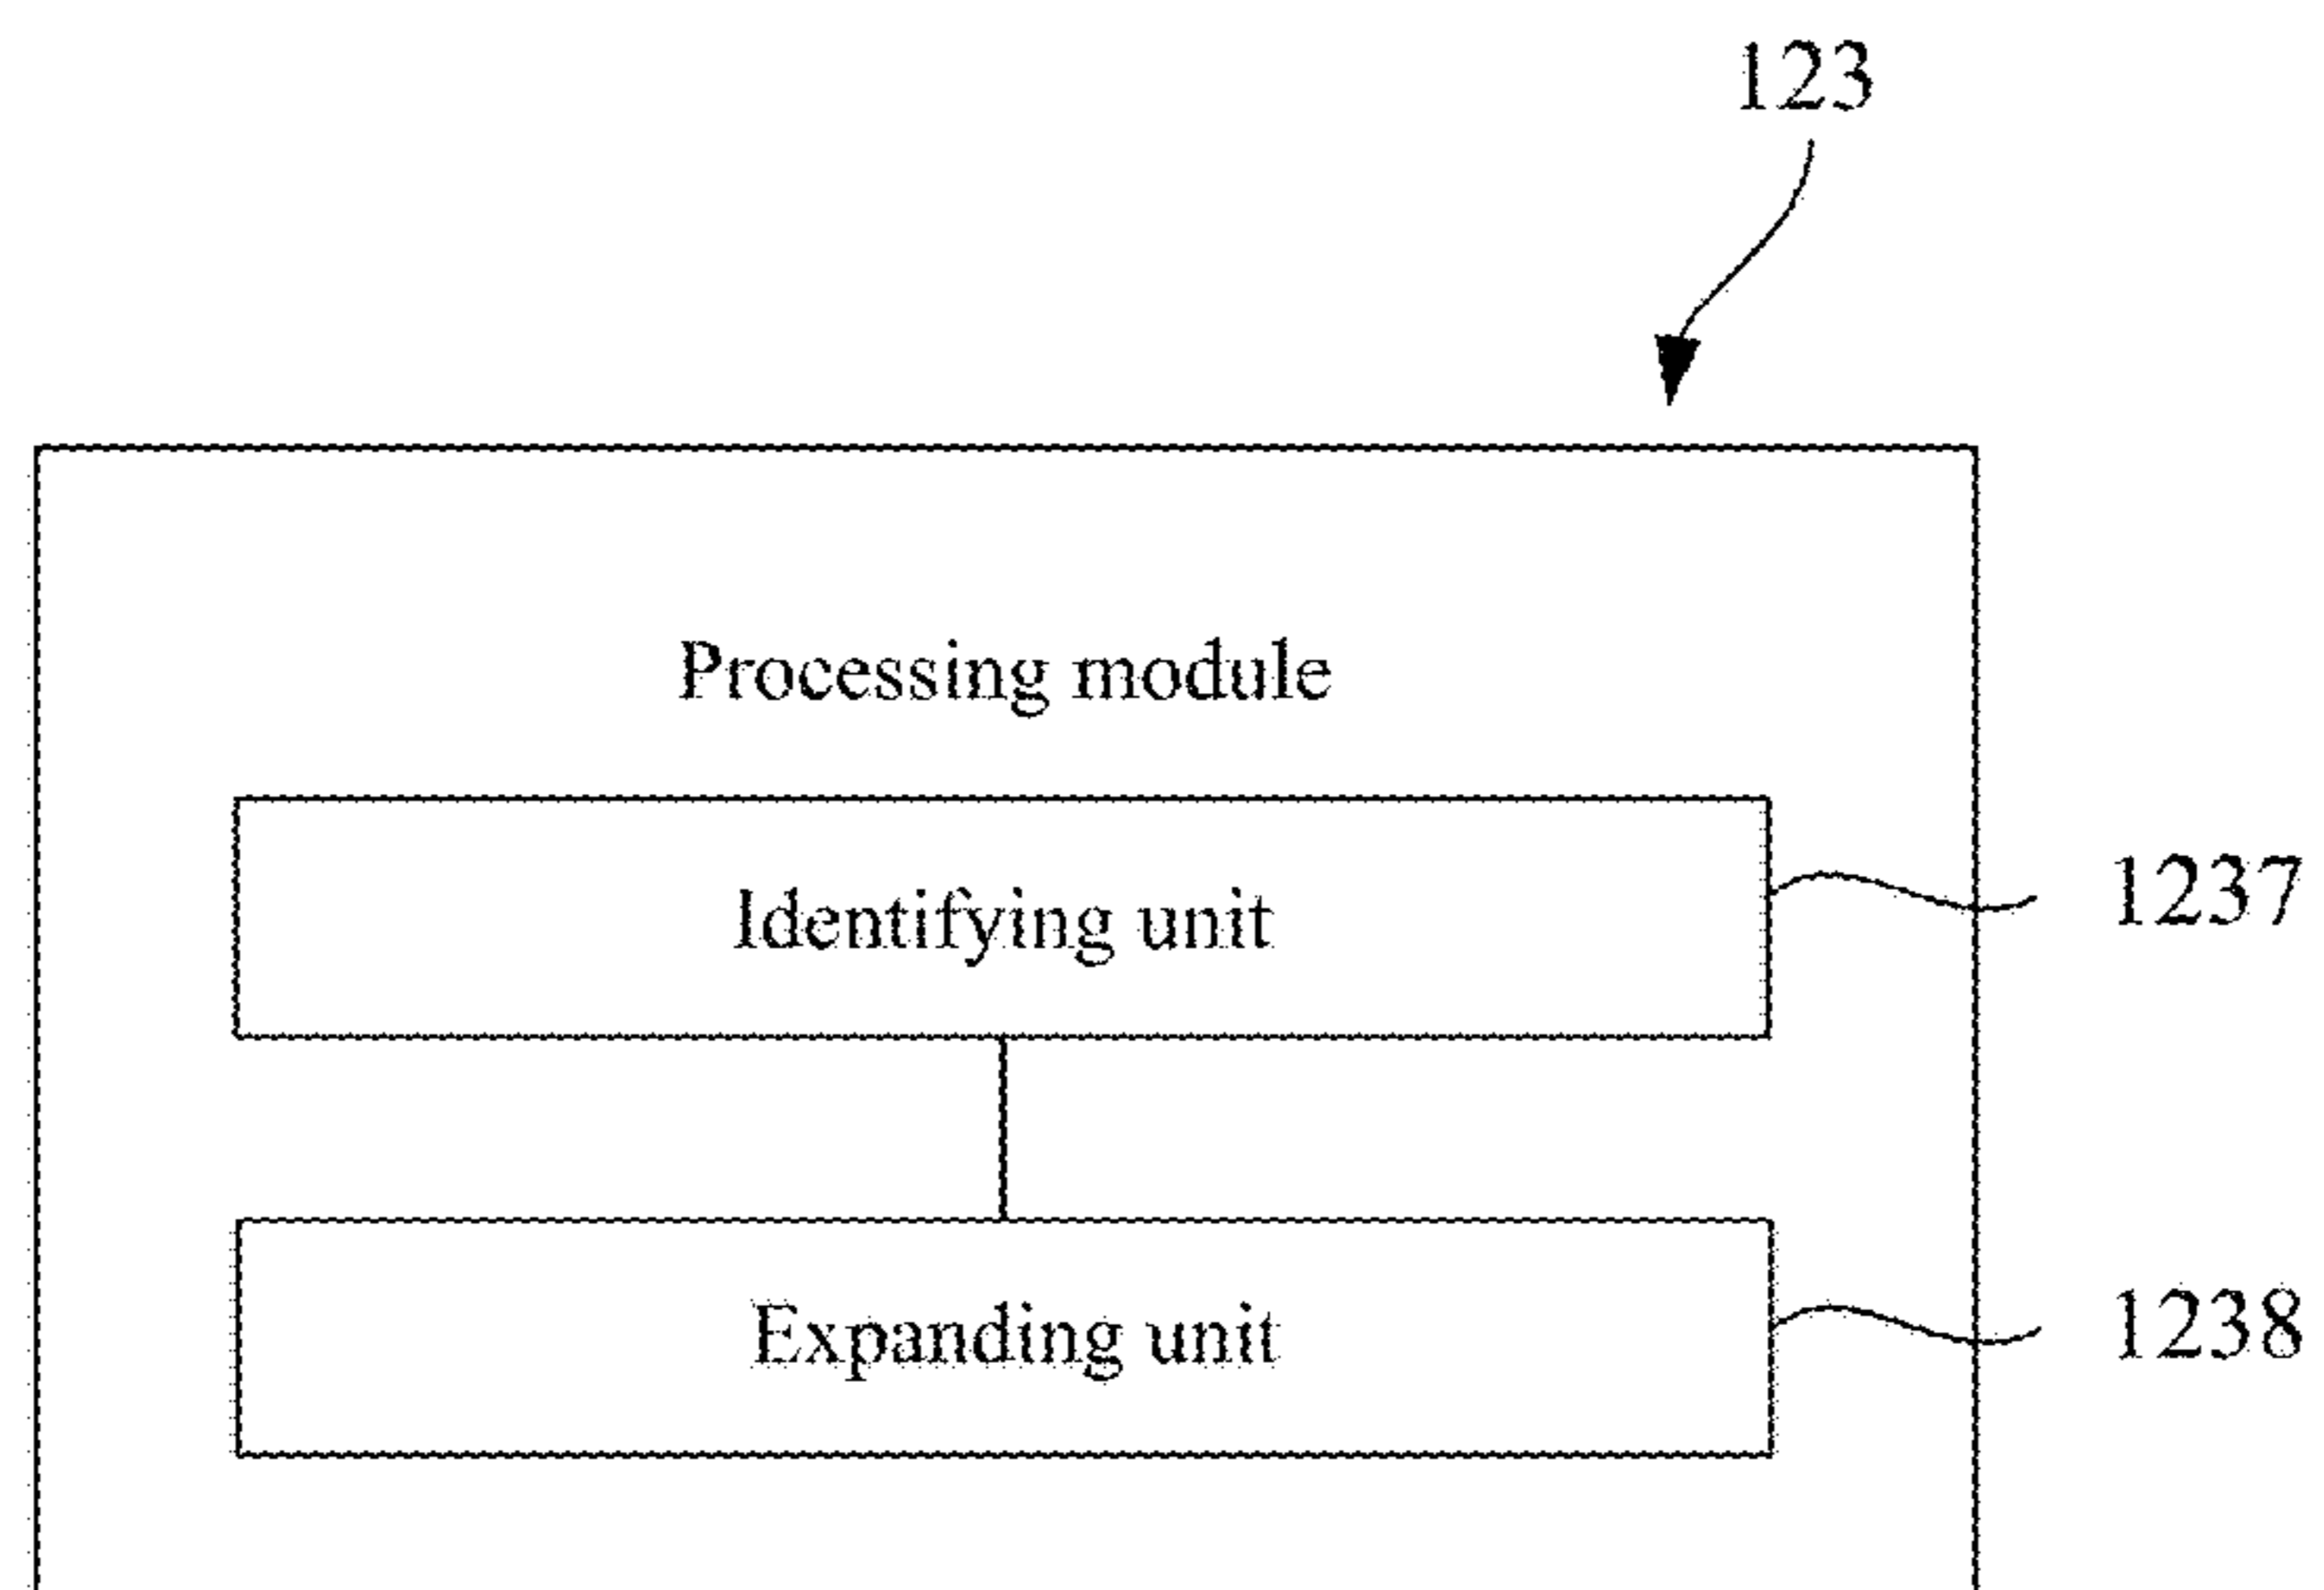 123
Processing module
Identifying unit
1237
Expanding unit
1238